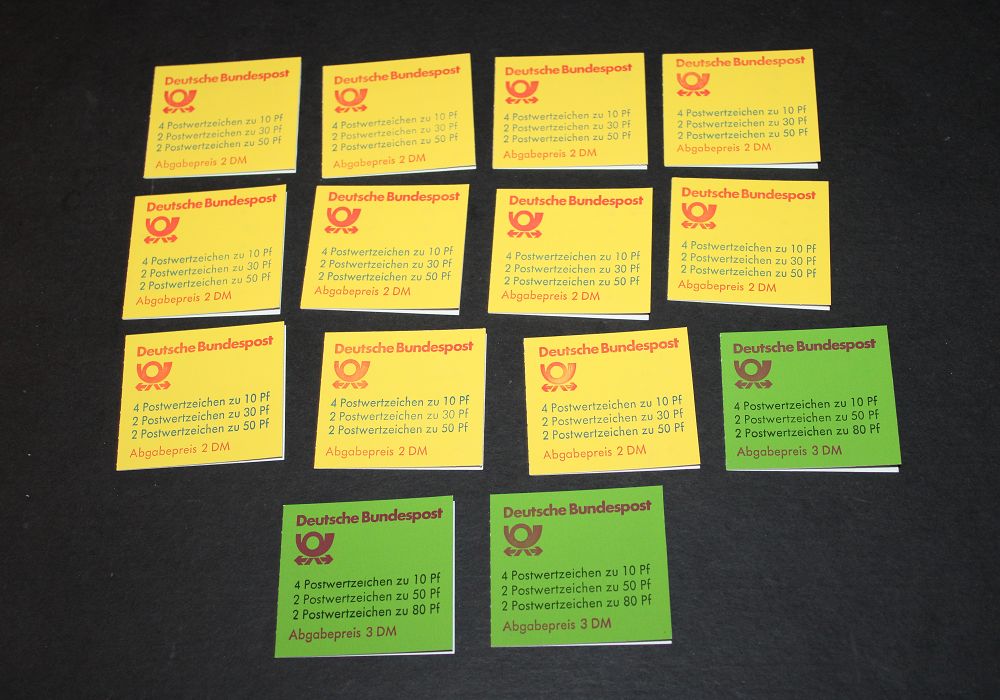 Deutsche Bundespost
4 Postwertzeichen zu 10 Pf
2 Postwertzeichen zu 30 Pf
2 Postwertzeichen zu 50 Pf
Abgabepreis 2 DM
Deutsche Bundespost
4 Postwertzeichen zu 10 Pf
2 Postwertzeichen zu 30 Pf
2 Postwertzeichen zu 50 Pf
Abgabepreis 2 DM
Deutsche Bundespost
4 Postwertzeichen zu 10 Pf
2 Postwertzeichen zu 30 Pf
2 Postwertzeichen zu 50 Pf
Abgabepreis 2 DM
Deutsche Bundespost
4 Postwertzeichen zu 10 Pf
2 Postwertzeichen zu 30 Pf
2 Postwertzeichen zu 50 Pf
Abgabepreis 2 DM
Deutsche Bundespost
4 Postwertzeichen zu 10 Pf
2 Postwertzeichen zu 30 Pf
2 Postwertzeichen zu 50 Pf
Abgabepreis 2 DM
Deutsche Bundespost
4 Postwertzeichen zu 10 Pf
2 Postwertzeichen zu 30 Pf
2 Postwertzeichen zu 50 Pf
Abgabepreis 2 DM
Deutsche Bundespost
4 Postwertzeichen zu 10 Pf
2 Postwertzeichen zu 30 Pf
2 Postwertzeichen zu 50 Pf
Abgabepreis 2 DM
Deutsche Bundespost
4 Postwertzeichen zu 10 Pf
2 Postwertzeichen zu 30 Pf
2 Postwertzeichen zu 50 Pf
Abgabepreis 2 DM
Deutsche Bundespost
4 Postwertzeichen zu 10 Pf
2 Postwertzeichen zu 30 Pf
2 Postwertzeichen zu 50 Pf
Abgabepreis 2 DM
Deutsche Bundespost
4 Postwertzeichen zu 10 Pf
2 Postwertzeichen zu 30 Pf
2 Postwertzeichen zu 50 Pf
Abgabepreis 2 DM
Deutsche Bundespost
4 Postwertzeichen zu 10 Pf
2 Postwertzeichen zu 30 Pf
2 Postwertzeichen zu 50 Pf
Abgabepreis 2 DM
Deutsche Bundespost
4 Postwertzeichen zu 10 Pf
2 Postwertzeichen zu 50 Pf
2 Postwertzeichen zu 80 Pf
Abgabepreis 3 DM
Deutsche Bundespost
4 Postwertzeichen zu 10 Pf
2 Postwertzeichen zu 50 Pf
2 Postwertzeichen zu 80 Pf
Abgabepreis 3 DM
Deutsche Bundespost
4 Postwertzeichen zu 10 Pf
2 Postwertzeichen zu 50 Pf
2 Postwertzeichen zu 80 Pf
Abgabepreis 3 DM